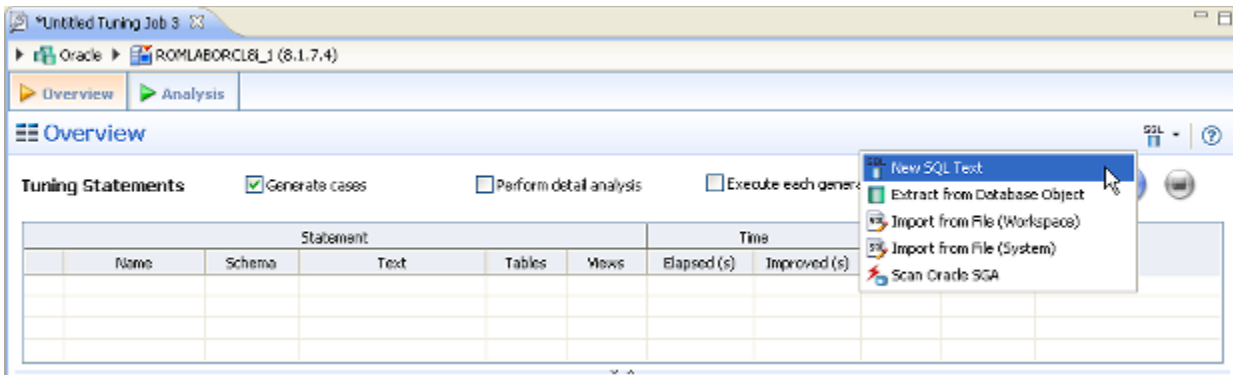 *Untitled Tuning Job 3
Oracle ROMLABORCL8i_1 (8.1.7.4)
Overview Analysis
Overview
SQL
Tuning Statements Generate cases Perform detail analysis Execute each genera
SQL New SQL Text
Extract from Database Object
Import from File (Workspace)
Import from File (System)
Scan Oracle SGA
Statement Time
Name Schema Text Tables Views Elapsed (s) Improved (s)